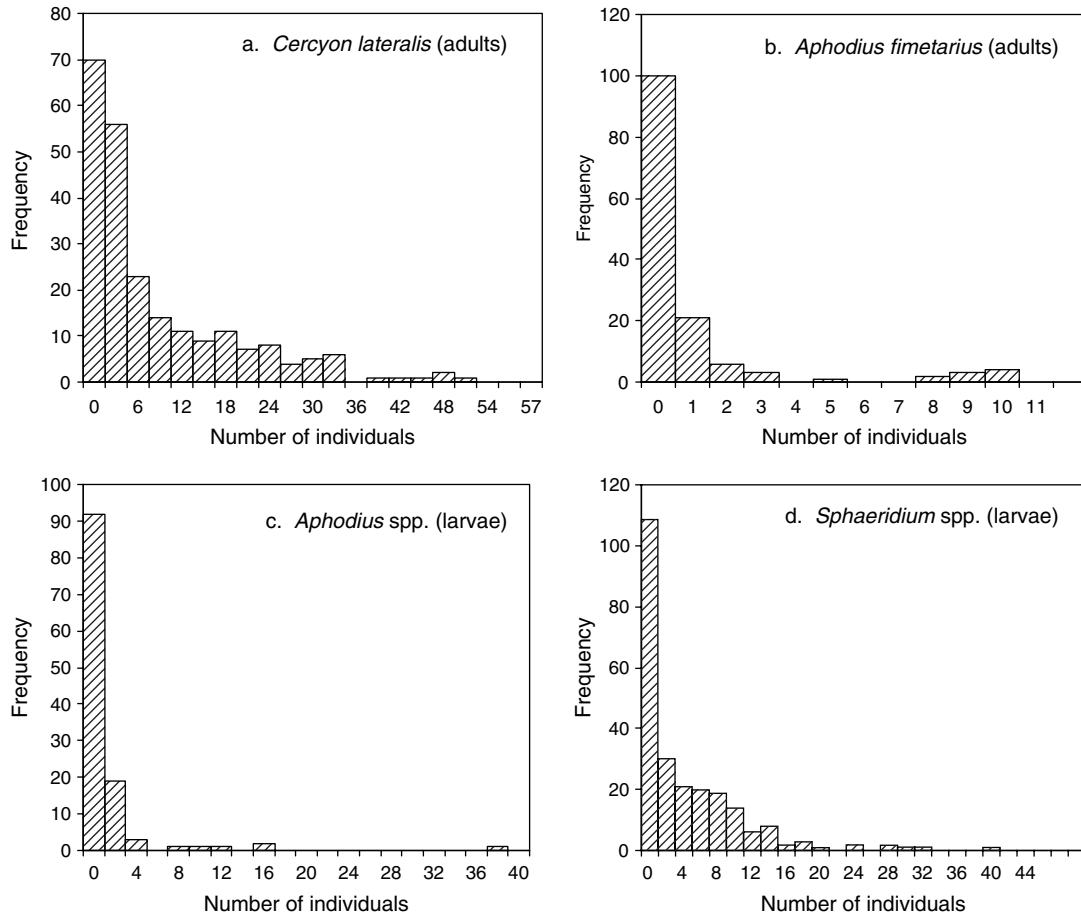 a. Cercyon lateralis (adults)
80
70
60
50
40
30
20
10
0
Frequency
0 6 12 18 24 30 36 42 48 54 57
Number of individuals
b. Aphodius fimetarius (adults)
120
100
80
60
40
20
0
Frequency
0 1 2 3 4 5 6 7 8 9 10 11
Number of individuals
c. Aphodius spp. (larvae)
100
90
80
70
60
50
40
30
20
10
0
Frequency
0 4 8 12 16 20 24 28 32 36 40
Number of individuals
d. Sphaeridium spp. (larvae)
120
100
80
60
40
20
0
Frequency
0 4 8 12 16 20 24 28 32 36 40 44
Number of individuals